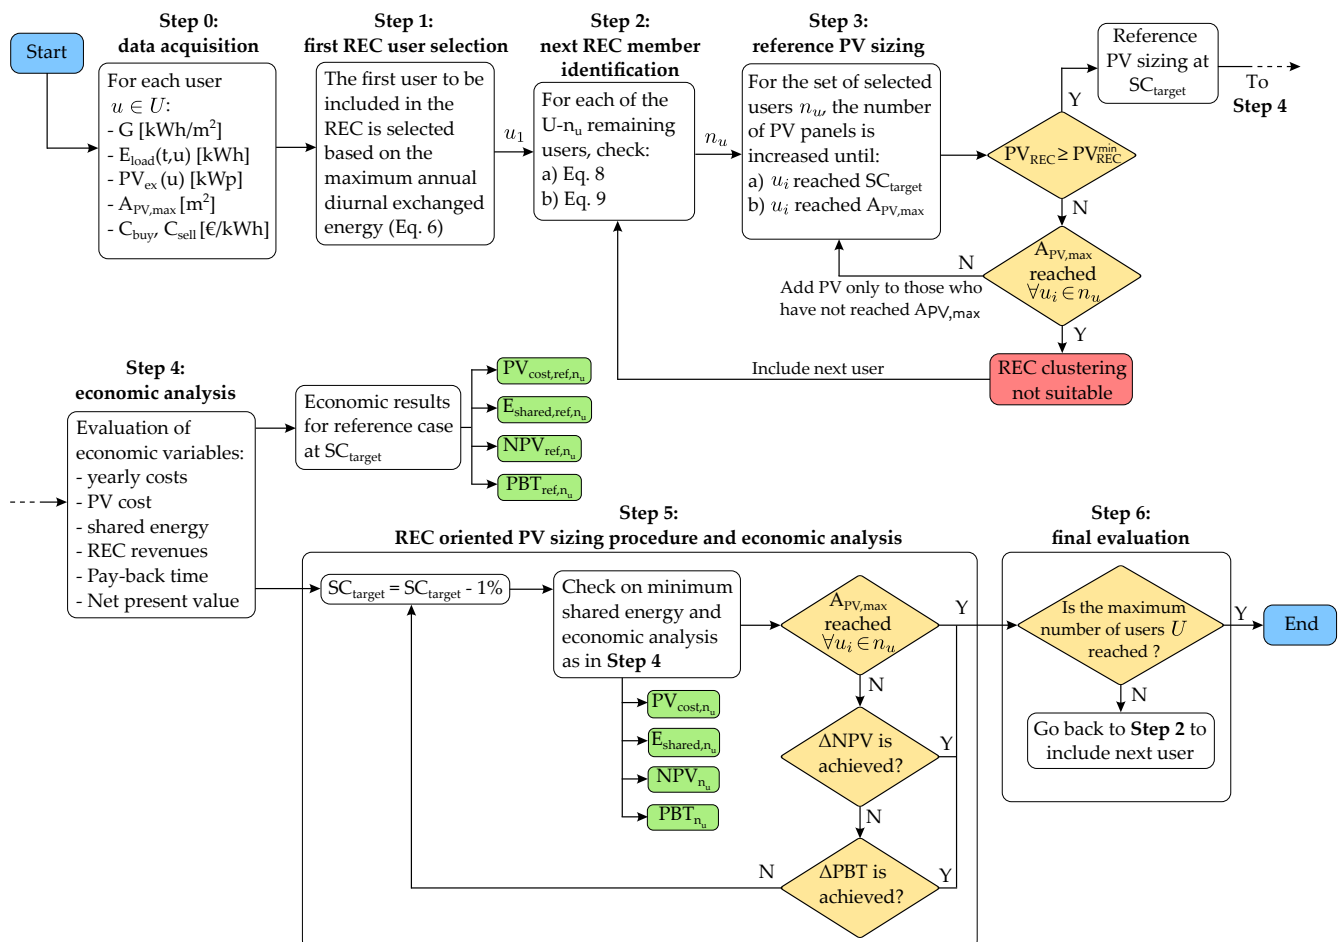 Start
Step 0:
data acquisition
For each user
u ∈ U:
- G [kWh/m²]
- E_load(t,u) [kWh]
- PV_ex(u) [kWp]
- A_PV,max [m²]
- C_buy, C_sell [€/kWh]
Step 1:
first REC user selection
The first user to be
included in the
REC is selected
based on the
maximum annual
diurnal exchanged
energy (Eq. 6)
u_1
Step 2:
next REC member
identification
For each of the
U-n_u remaining
users, check:
a) Eq. 8
b) Eq. 9
n_u
Step 3:
reference PV sizing
For the set of selected
users n_u, the number
of PV panels is
increased until:
a) u_i reached SC_target
b) u_i reached A_PV,max
PV_REC ≥ PV_REC^min
Y
Reference
PV sizing at
SC_target
To
Step 4
N
A_PV,max
reached
∀u_i ∈ n_u
N
Add PV only to those who
have not reached APV,max
Y
REC clustering
not suitable
Include next user
Step 4:
economic analysis
Evaluation of
economic variables:
- yearly costs
- PV cost
- shared energy
- REC revenues
- Pay-back time
- Net present value
Economic results
for reference case
at SC_target
PV_cost,ref,n_u
E_shared,ref,n_u
NPV_ref,n_u
PBT_ref,n_u
Step 5:
REC oriented PV sizing procedure and economic analysis
SC_target = SC_target - 1%
Check on minimum
shared energy and
economic analysis
as in Step 4
PV_cost,n_u
E_shared,n_u
NPV_n_u
PBT_n_u
A_PV,max
reached
∀u_i ∈ n_u
Y
N
ΔNPV is
achieved?
Y
N
ΔPBT is
achieved?
Y
N
Step 6:
final evaluation
Is the maximum
number of users U
reached ?
Y
End
N
Go back to Step 2 to
include next user